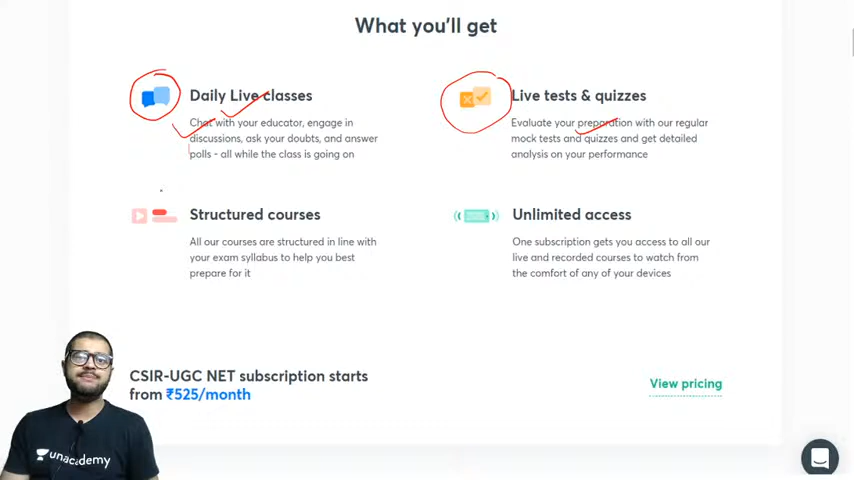 What you'll get
Daily Live classes
Chat with your educator, engage in
discussions, ask your doubts, and answer
polls - all while the class is going on
Live tests & quizzes
Evaluate your preparation with our regular
mock tests and quizzes and get detailed
analysis on your performance
Structured courses
All our courses are structured in line with
your exam syllabus to help you best
prepare for it
Unlimited access
One subscription gets you access to all our
live and recorded courses to watch from
the comfort of any of your devices
CSIR-UGC NET subscription starts
from ₹525/month
View pricing
unacademy